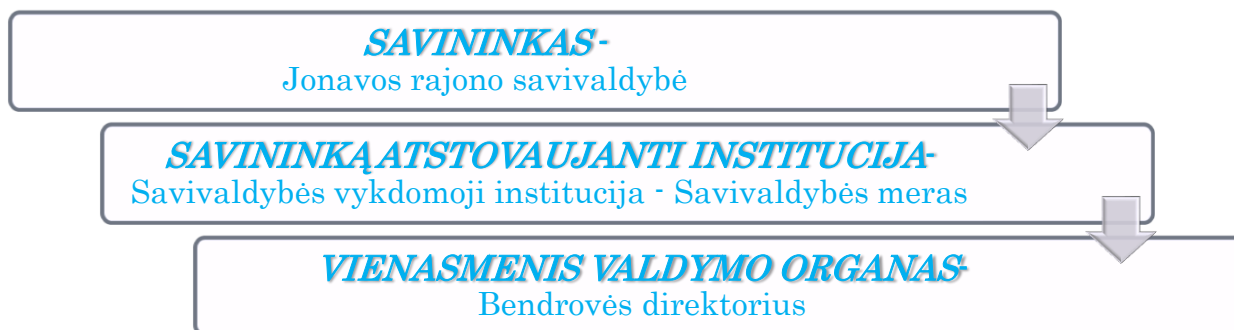 SAVININKAS -
Jonavos rajono savivaldybė
SAVININKĄ ATSTOVAUJANTI INSTITUCIJA-
Savivaldybės vykdomoji institucija - Savivaldybės meras
VIENASMENIS VALDYMO ORGANAS-
Bendrovės direktorius